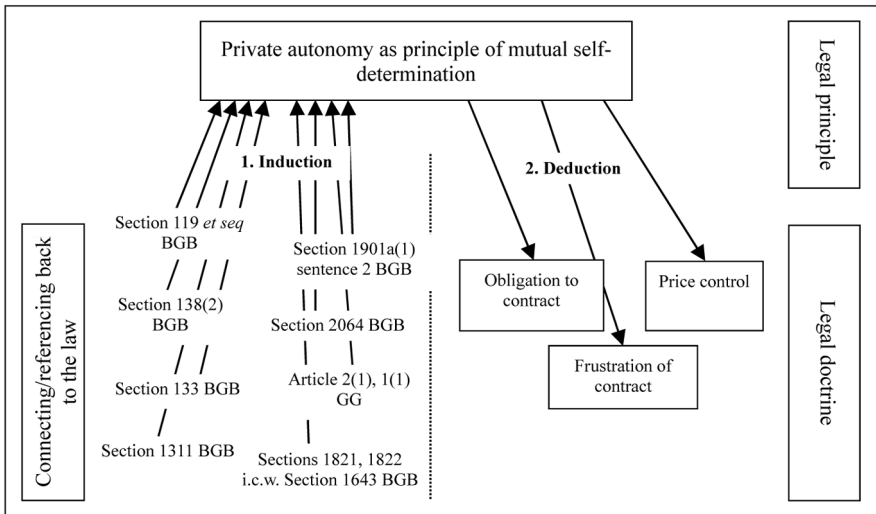 Private autonomy as principle of mutual self-
determination
Legal principle
1. Induction
2. Deduction
Connecting/referencing back
to the law
Section 119 et seq
BGB
Section 138(2)
BGB
Section 133 BGB
Section 1311 BGB
Section 1901a(1)
sentence 2 BGB
Section 2064 BGB
Article 2(1), 1(1)
GG
Sections 1821, 1822
i.c.w. Section 1643 BGB
Obligation to
contract
Price control
Frustration of
contract
Legal doctrine